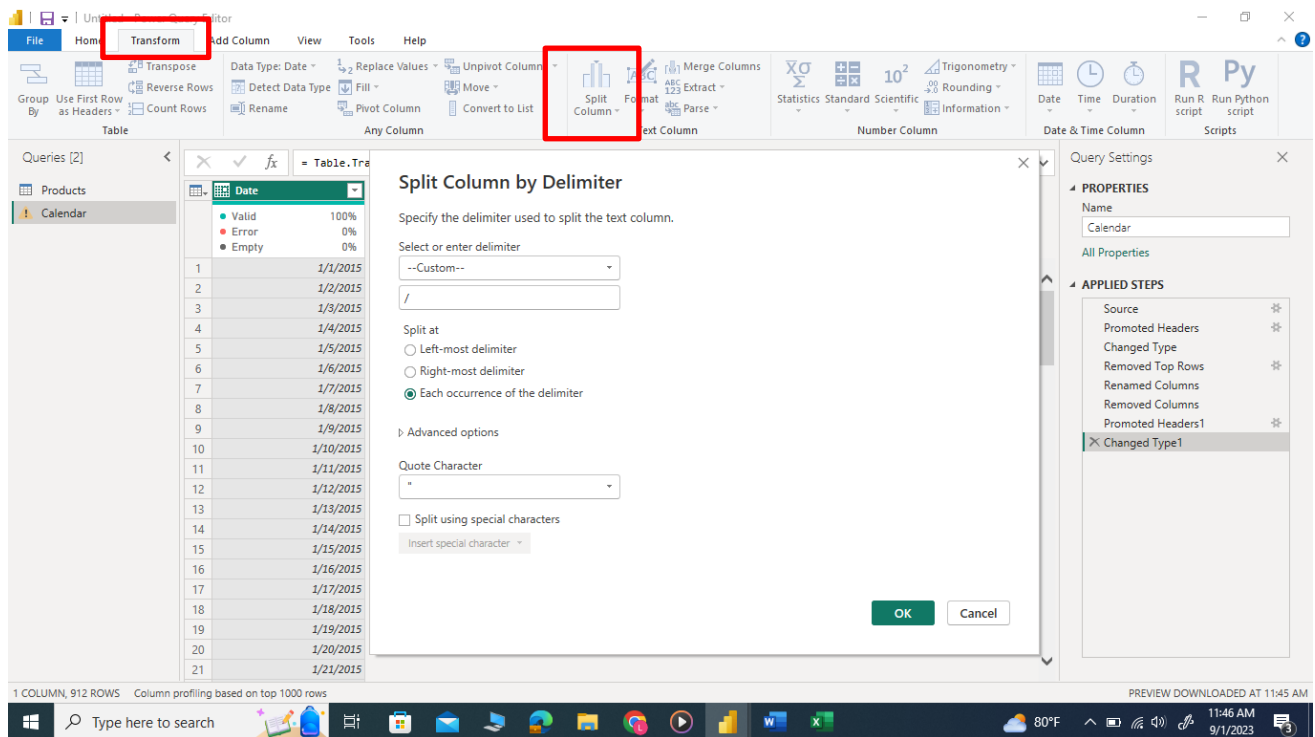 Untitled - Power Query Editor
File Home Transform Add Column View Tools Help
Group By
Use First Row as Headers
Transpose
Reverse Rows
Count Rows
Table
Data Type: Date
Detect Data Type
Rename
Replace Values
Fill
Pivot Column
Unpivot Column
Move
Convert to List
Any Column
Split Column
Format
Merge Columns
Extract
Parse
Text Column
Statistics
Standard
Scientific
Trigonometry
Rounding
Information
Number Column
Date
Time
Duration
Date & Time Column
Run R script
Run Python script
Scripts
Queries [2]
Products
Calendar
= Table.Tra
Date
Valid 100%
Error 0%
Empty 0%
1 1/1/2015
2 1/2/2015
3 1/3/2015
4 1/4/2015
5 1/5/2015
6 1/6/2015
7 1/7/2015
8 1/8/2015
9 1/9/2015
10 1/10/2015
11 1/11/2015
12 1/12/2015
13 1/13/2015
14 1/14/2015
15 1/15/2015
16 1/16/2015
17 1/17/2015
18 1/18/2015
19 1/19/2015
20 1/20/2015
21 1/21/2015
Split Column by Delimiter
Specify the delimiter used to split the text column.
Select or enter delimiter
--Custom--
/
Split at
Left-most delimiter
Right-most delimiter
Each occurrence of the delimiter
Advanced options
Quote Character
"
Split using special characters
Insert special character
OK
Cancel
Query Settings
PROPERTIES
Name
Calendar
All Properties
APPLIED STEPS
Source
Promoted Headers
Changed Type
Removed Top Rows
Renamed Columns
Removed Columns
Promoted Headers1
Changed Type1
1 COLUMN, 912 ROWS Column profiling based on top 1000 rows
PREVIEW DOWNLOADED AT 11:45 AM
Type here to search
80°F
11:46 AM
9/1/2023
3